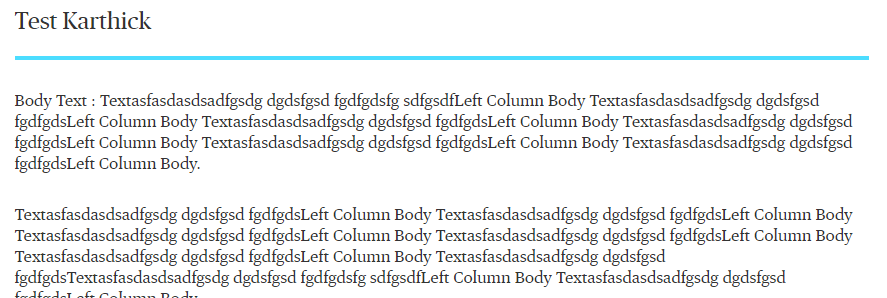 Test Karthick
Body Text : Textasfasdasdsadfgsdg dgdsfgsd fgdfgdsfg sdfgsdfLeft Column Body Textasfasdasdsadfgsdg dgdsfgsd
fgdfgdsLeft Column Body Textasfasdasdsadfgsdg dgdsfgsd fgdfgdsLeft Column Body Textasfasdasdsadfgsdg dgdsfgsd
fgdfgdsLeft Column Body Textasfasdasdsadfgsdg dgdsfgsd fgdfgdsLeft Column Body Textasfasdasdsadfgsdg dgdsfgsd
fgdfgdsLeft Column Body.
Textasfasdasdsadfgsdg dgdsfgsd fgdfgdsLeft Column Body Textasfasdasdsadfgsdg dgdsfgsd fgdfgdsLeft Column Body
Textasfasdasdsadfgsdg dgdsfgsd fgdfgdsLeft Column Body Textasfasdasdsadfgsdg dgdsfgsd fgdfgdsLeft Column Body
Textasfasdasdsadfgsdg dgdsfgsd fgdfgdsLeft Column Body Textasfasdasdsadfgsdg dgdsfgsd
fgdfgdsTextasfasdasdsadfgsdg dgdsfgsd fgdfgdsfg sdfgsdfLeft Column Body Textasfasdasdsadfgsdg dgdsfgsd
fgdfgdsLeft Column Body